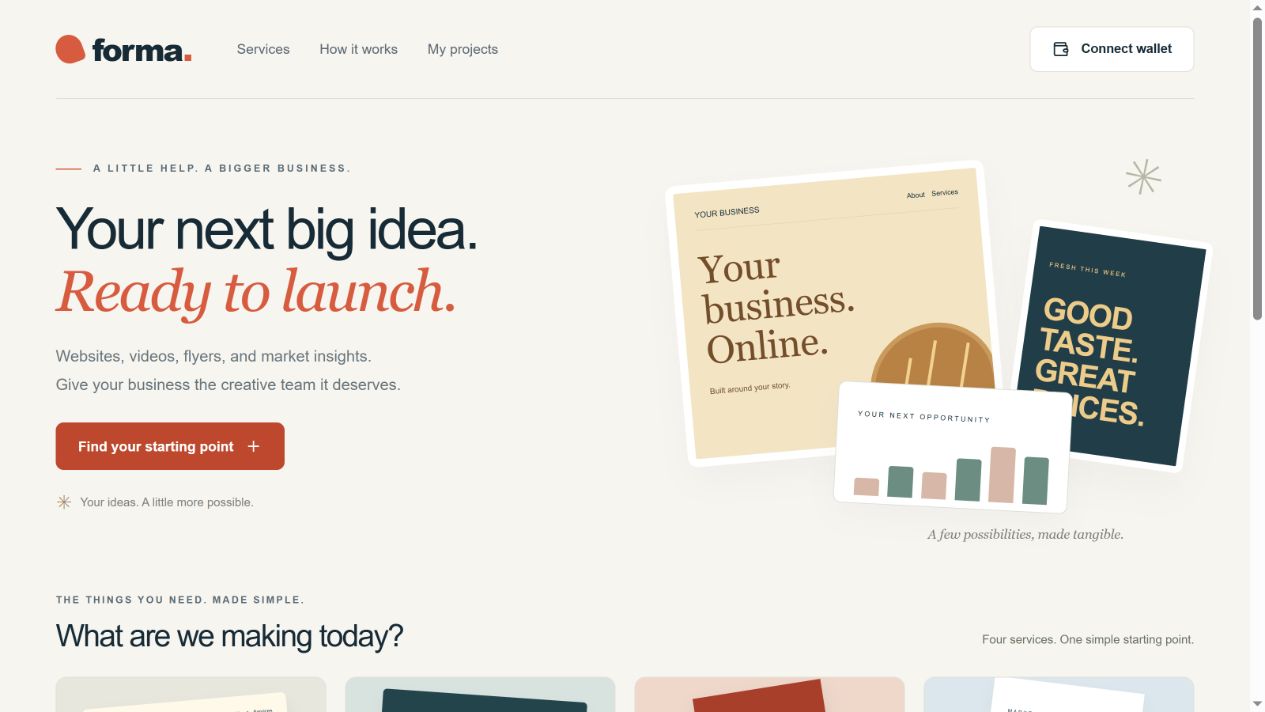 forma.
Services
How it works
My projects
Connect wallet
A LITTLE HELP. A BIGGER BUSINESS.
Your next big idea.
Ready to launch.
Websites, videos, flyers, and market insights.
Give your business the creative team it deserves.
Find your starting point
Your ideas. A little more possible.
YOUR BUSINESS
About Services
Your
business.
Online.
Built around your story.
FRESH THIS WEEK
GOOD
TASTE.
GREAT
YOUR NEXT OPPORTUNITY
A few possibilities, made tangible.
THE THINGS YOU NEED. MADE SIMPLE.
What are we making today?
Four services. One simple starting point.